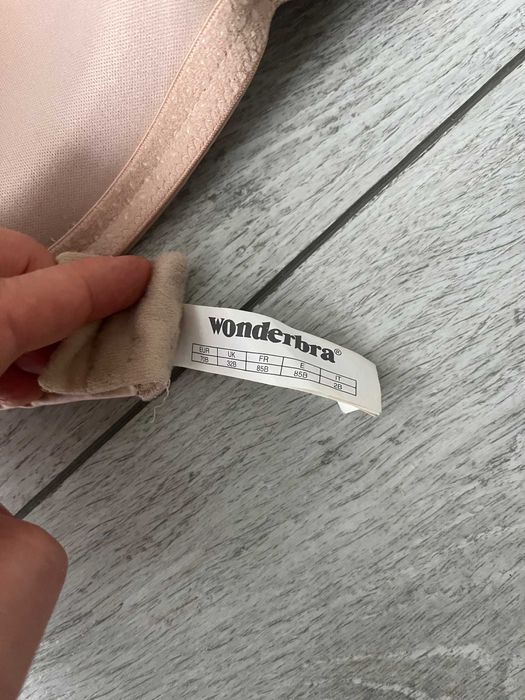 wonderbra®
EUR UK FR E IT
70B 32B 85B 85B 2B